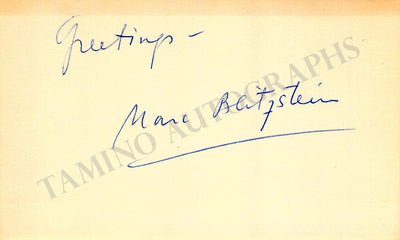 Greetings –
Marc Blitzstein
TAMINO AUTOGRAPHS